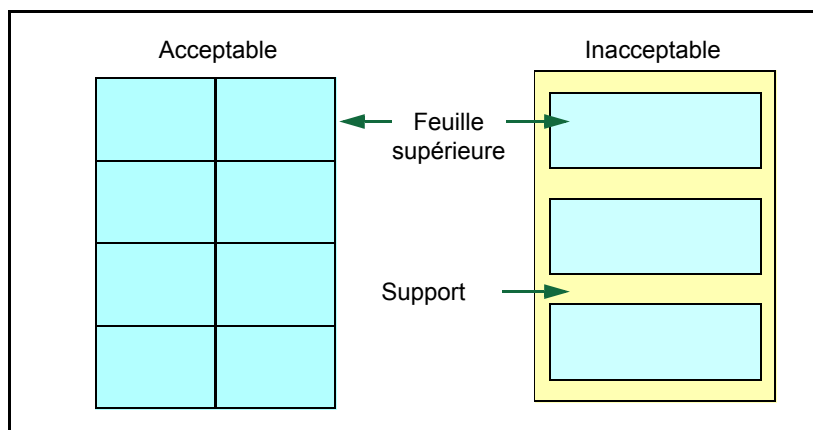 Acceptable
Inacceptable
Feuille
supérieure
Support